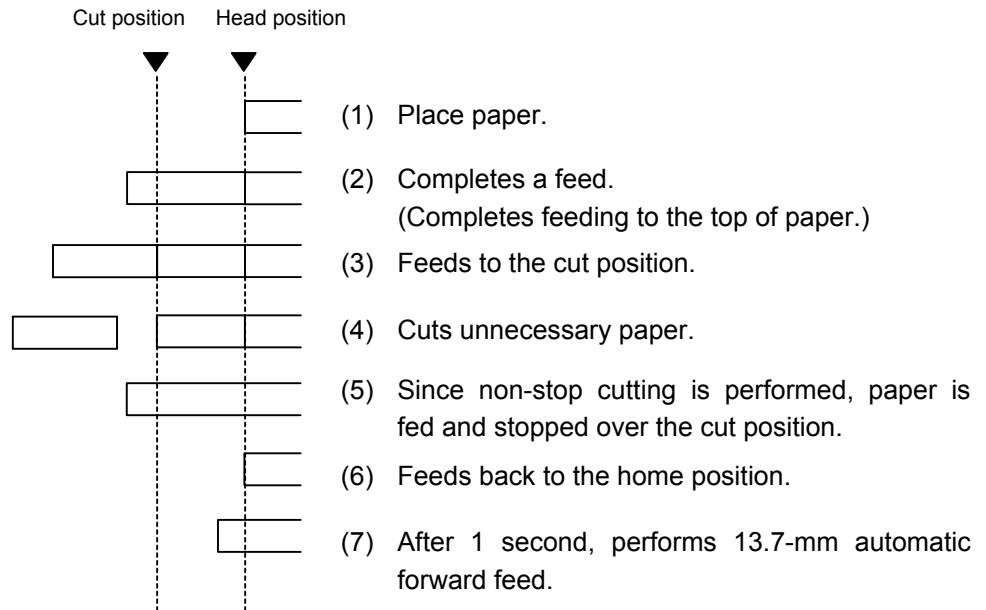 Cut position Head position
(1) Place paper.
(2) Completes a feed.
(Completes feeding to the top of paper.)
(3) Feeds to the cut position.
(4) Cuts unnecessary paper.
(5) Since non-stop cutting is performed, paper is
fed and stopped over the cut position.
(6) Feeds back to the home position.
(7) After 1 second, performs 13.7-mm automatic
forward feed.